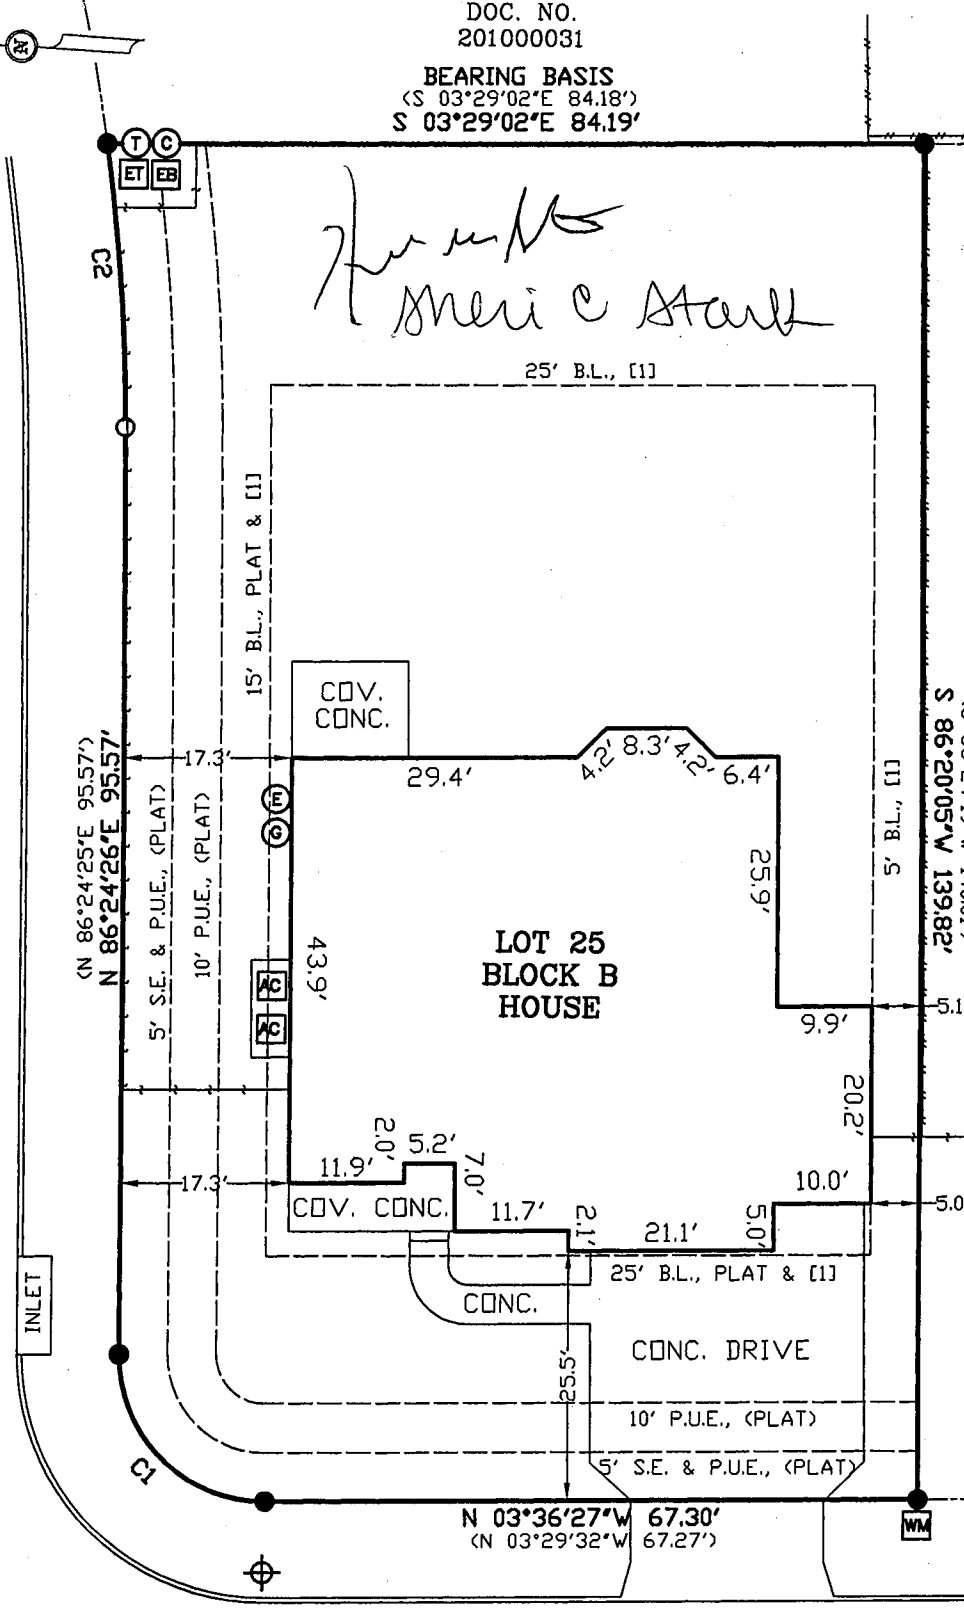 DOC. NO.
201000031
BEARING BASIS
(S 03°29'02"E 84.18')
S 03°29'02"E 84.19'
N
T C
ET EB
C2
Sheri C Stark
25' B.L., [1]
15' B.L., PLAT & [1]
COV.
CONC.
17.3'
29.4'
4.2'
8.3'
4.2'
6.4'
E
G
(N 86°24'25"E 95.57')
N 86°24'26"E 95.57'
5' S.E. & P.U.E., (PLAT)
10' P.U.E., (PLAT)
43.9'
25.9'
5' B.L., [1]
S 86°20'05"W 139.82'
LOT 25
BLOCK B
HOUSE
AC
AC
9.9'
5.1
20.2'
2.0'
5.2'
7.0'
11.9'
17.3'
10.0'
5.0
COV. CONC.
11.7'
2.1'
21.1'
5.0'
25' B.L., PLAT & [1]
CONC.
INLET
CONC. DRIVE
25.5'
10' P.U.E., (PLAT)
5' S.E. & P.U.E., (PLAT)
C1
N 03°36'27"W 67.30'
(N 03°29'32"W 67.27')
WM